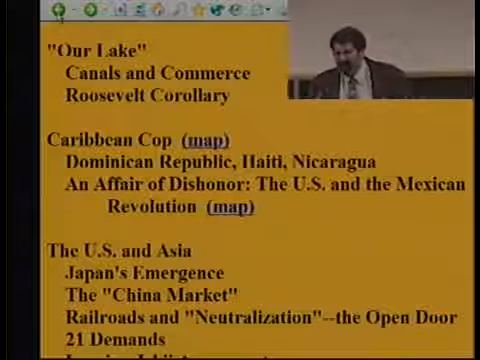 "Our Lake"
Canals and Commerce
Roosevelt Corollary
Caribbean Cop (map)
Dominican Republic, Haiti, Nicaragua
An Affair of Dishonor: The U.S. and the Mexican
Revolution (map)
The U.S. and Asia
Japan's Emergence
The "China Market"
Railroads and "Neutralization"--the Open Door
21 Demands